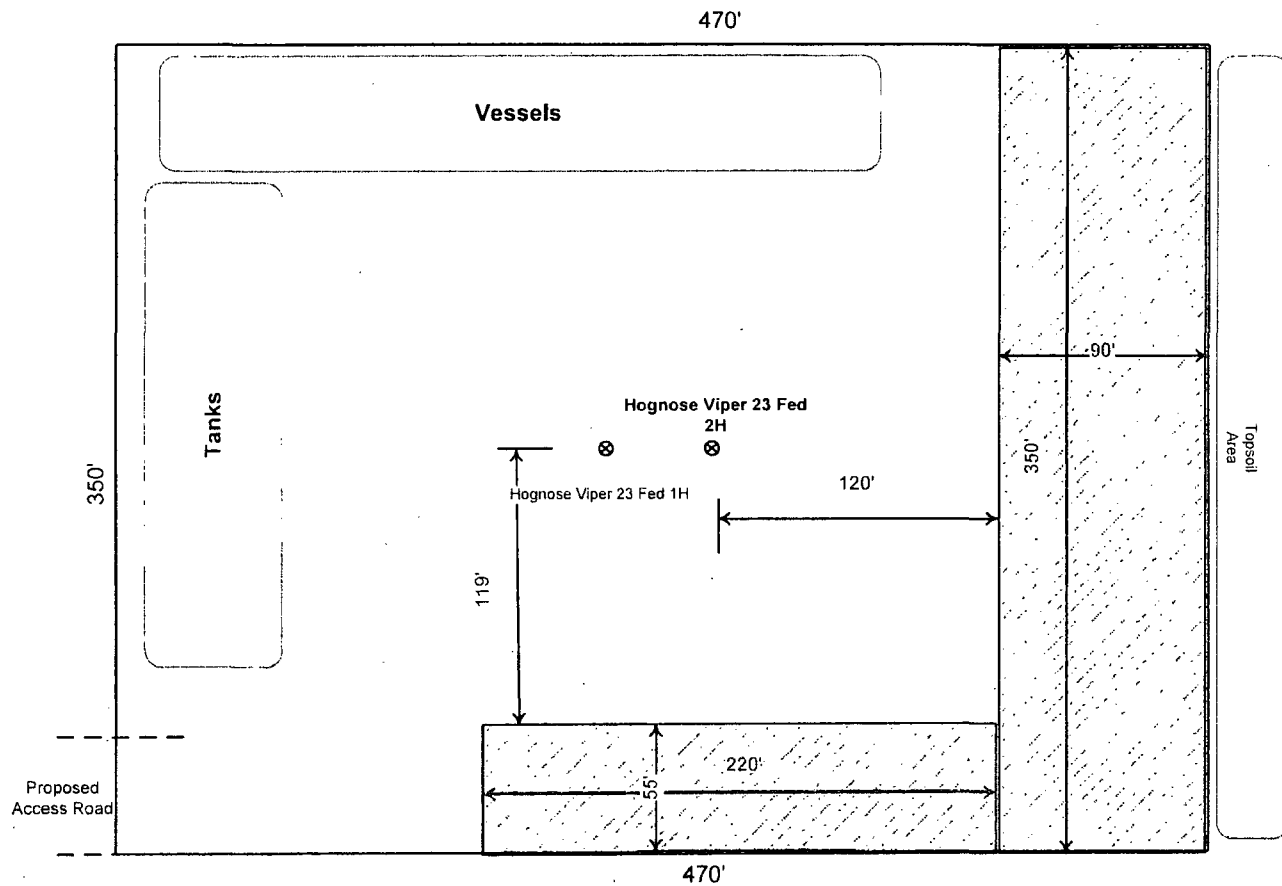 470'
Vessels
Tanks
350'
Hognose Viper 23 Fed
2H
Hognose Viper 23 Fed 1H
90'
350'
120'
119'
Topsoil
Area
220'
55'
Proposed
Access Road
470'